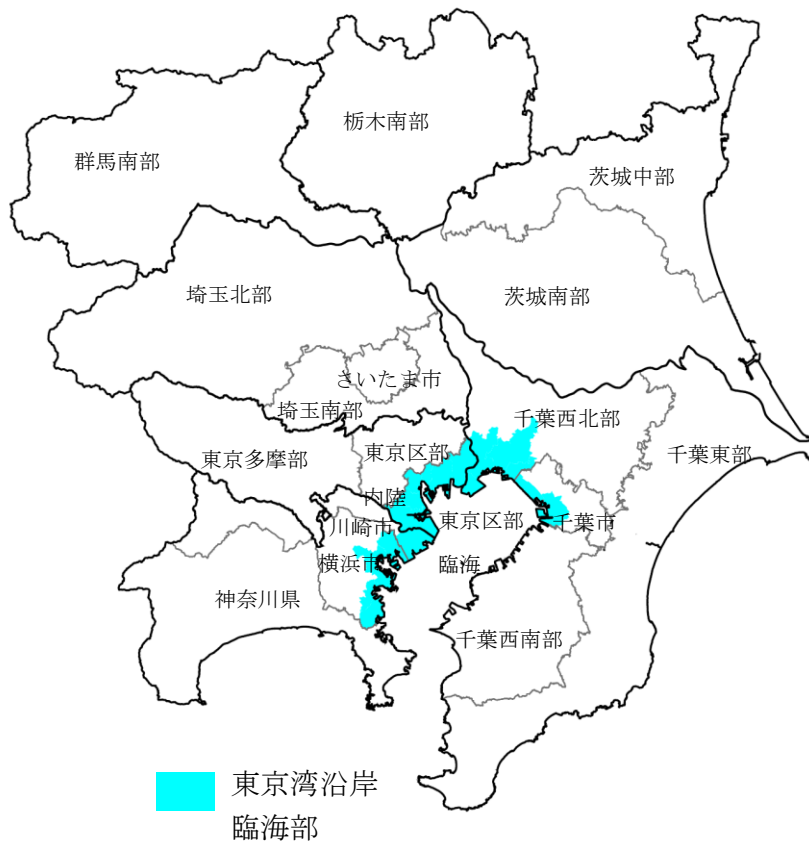 栃木南部
群馬南部
茨城中部
埼玉北部
茨城南部
さいたま市
埼玉南部
千葉西北部
東京区部
内陸
東京多摩部
千葉東部
東京区部
臨海
千葉市
川崎市
横浜市
神奈川県
千葉西南部
東京湾沿岸
臨海部